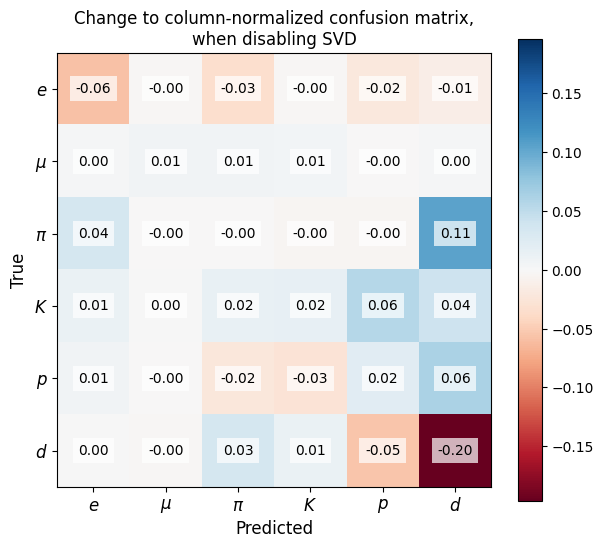 Change to column-normalized confusion matrix,
when disabling SVD
e -0.06 -0.00 -0.03 -0.00 -0.02 -0.01
μ 0.00 0.01 0.01 0.01 -0.00 0.00
π 0.04 -0.00 -0.00 -0.00 -0.00 0.11
K 0.01 0.00 0.02 0.02 0.06 0.04
p 0.01 -0.00 -0.02 -0.03 0.02 0.06
d 0.00 -0.00 0.03 0.01 -0.05 -0.20
e μ π K p d
Predicted
True
0.15
0.10
0.05
0.00
−0.05
−0.10
−0.15